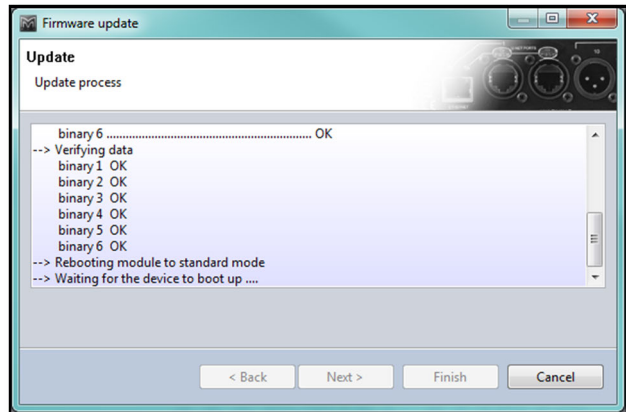 Firmware update
Update
Update process
binary 6 .................................................................. OK
--> Verifying data
binary 1 OK
binary 2 OK
binary 3 OK
binary 4 OK
binary 5 OK
binary 6 OK
--> Rebooting module to standard mode
--> Waiting for the device to boot up ....
< Back Next > Finish Cancel